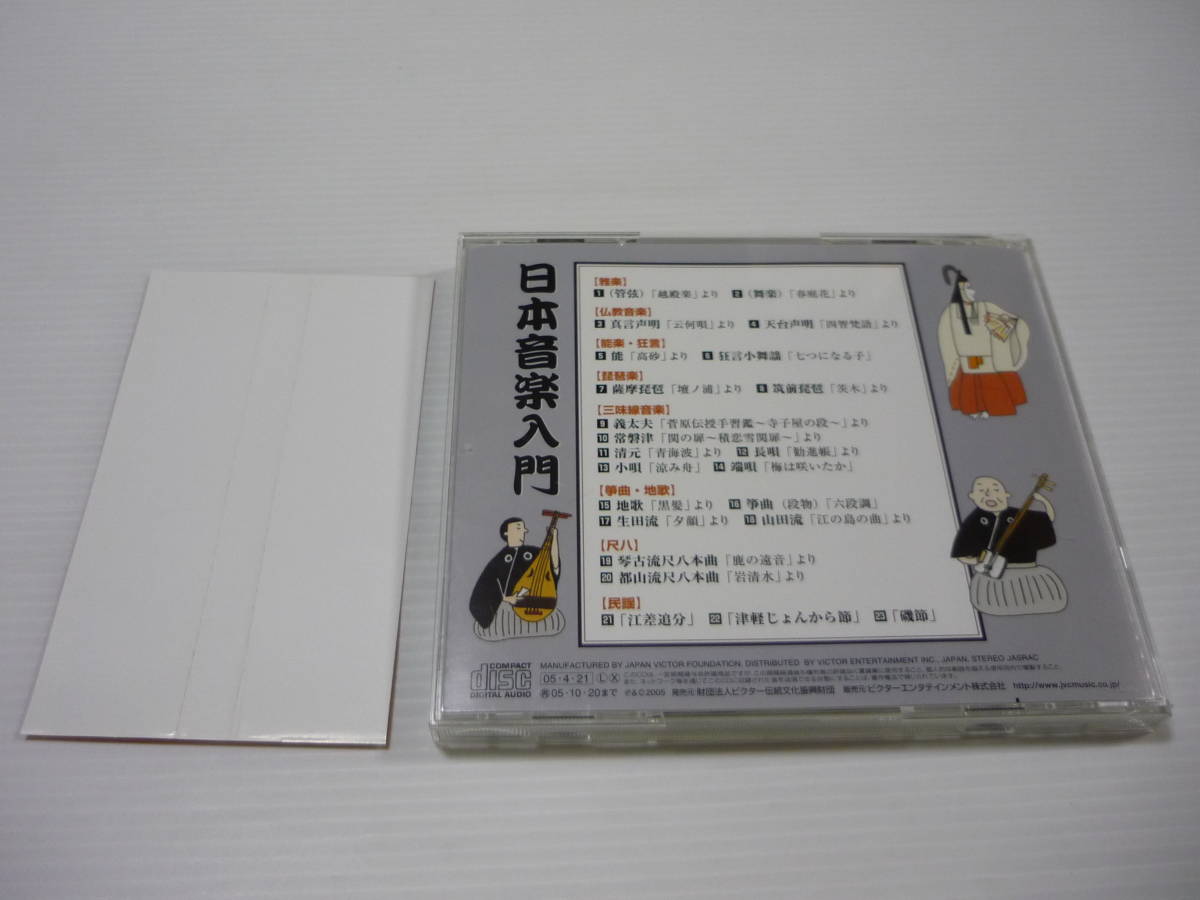 日本音楽入門
【雅楽】
1 (管弦)「越殿楽」より 2 (舞楽)「春庭花」より
【仏教音楽】
3 真言声明「云何唄」より 4 天台声明「四智梵語」より
【能楽・狂言】
5 能「高砂」より 6 狂言小舞謡「七つになる子」
【琵琶楽】
7 薩摩琵琶「壇ノ浦」より 8 筑前琵琶「茨木」より
【三味線音楽】
9 義太夫「菅原伝授手習鑑〜寺子屋の段〜」より
10 常磐津「関の扉〜積恋雪関扉〜」より
11 清元「青海波」より 12 長唄「勧進帳」より
13 小唄「涼み舟」 14 端唄「梅は咲いたか」
【箏曲・地歌】
15 地歌「黒髪」より 16 箏曲 (段物)「六段調」
17 生田流「夕顔」より 18 山田流「江の島の曲」より
【尺八】
19 琴古流尺八本曲「鹿の遠音」より
20 都山流尺八本曲「岩清水」より
【民謡】
21「江差追分」 22「津軽じょんから節」 23「磯節」
COMPACT disc DIGITAL AUDIO
MANUFACTURED BY JAPAN VICTOR FOUNDATION. DISTRIBUTED BY VICTOR ENTERTAINMENT INC., JAPAN. STEREO JASRAC
05・4・21 L X
再 05・10・20まで ℗&©2005 発売元 財団法人ビクター伝統文化振興財団 販売元 ビクターエンタテインメント株式会社 http://www.jvcmusic.co.jp/